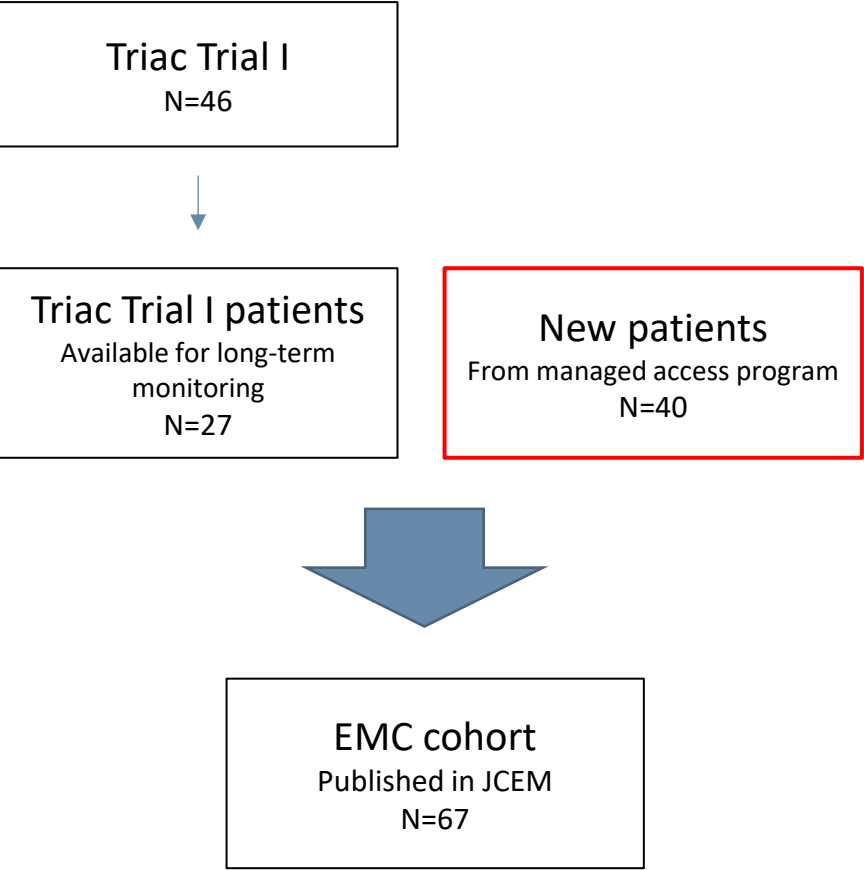 Triac Trial I
N=46
Triac Trial I patients
Available for long-term
monitoring
N=27
New patients
From managed access program
N=40
EMC cohort
Published in JCEM
N=67